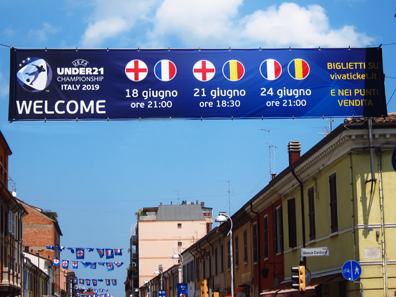 UEFA
UNDER21
CHAMPIONSHIP
ITALY 2019
WELCOME
18 giugno
ore 21:00
21 giugno
ore 18:30
24 giugno
ore 21:00
BIGLIETTI SU
vivaticket.it
E NEI PUNTI
VENDITA